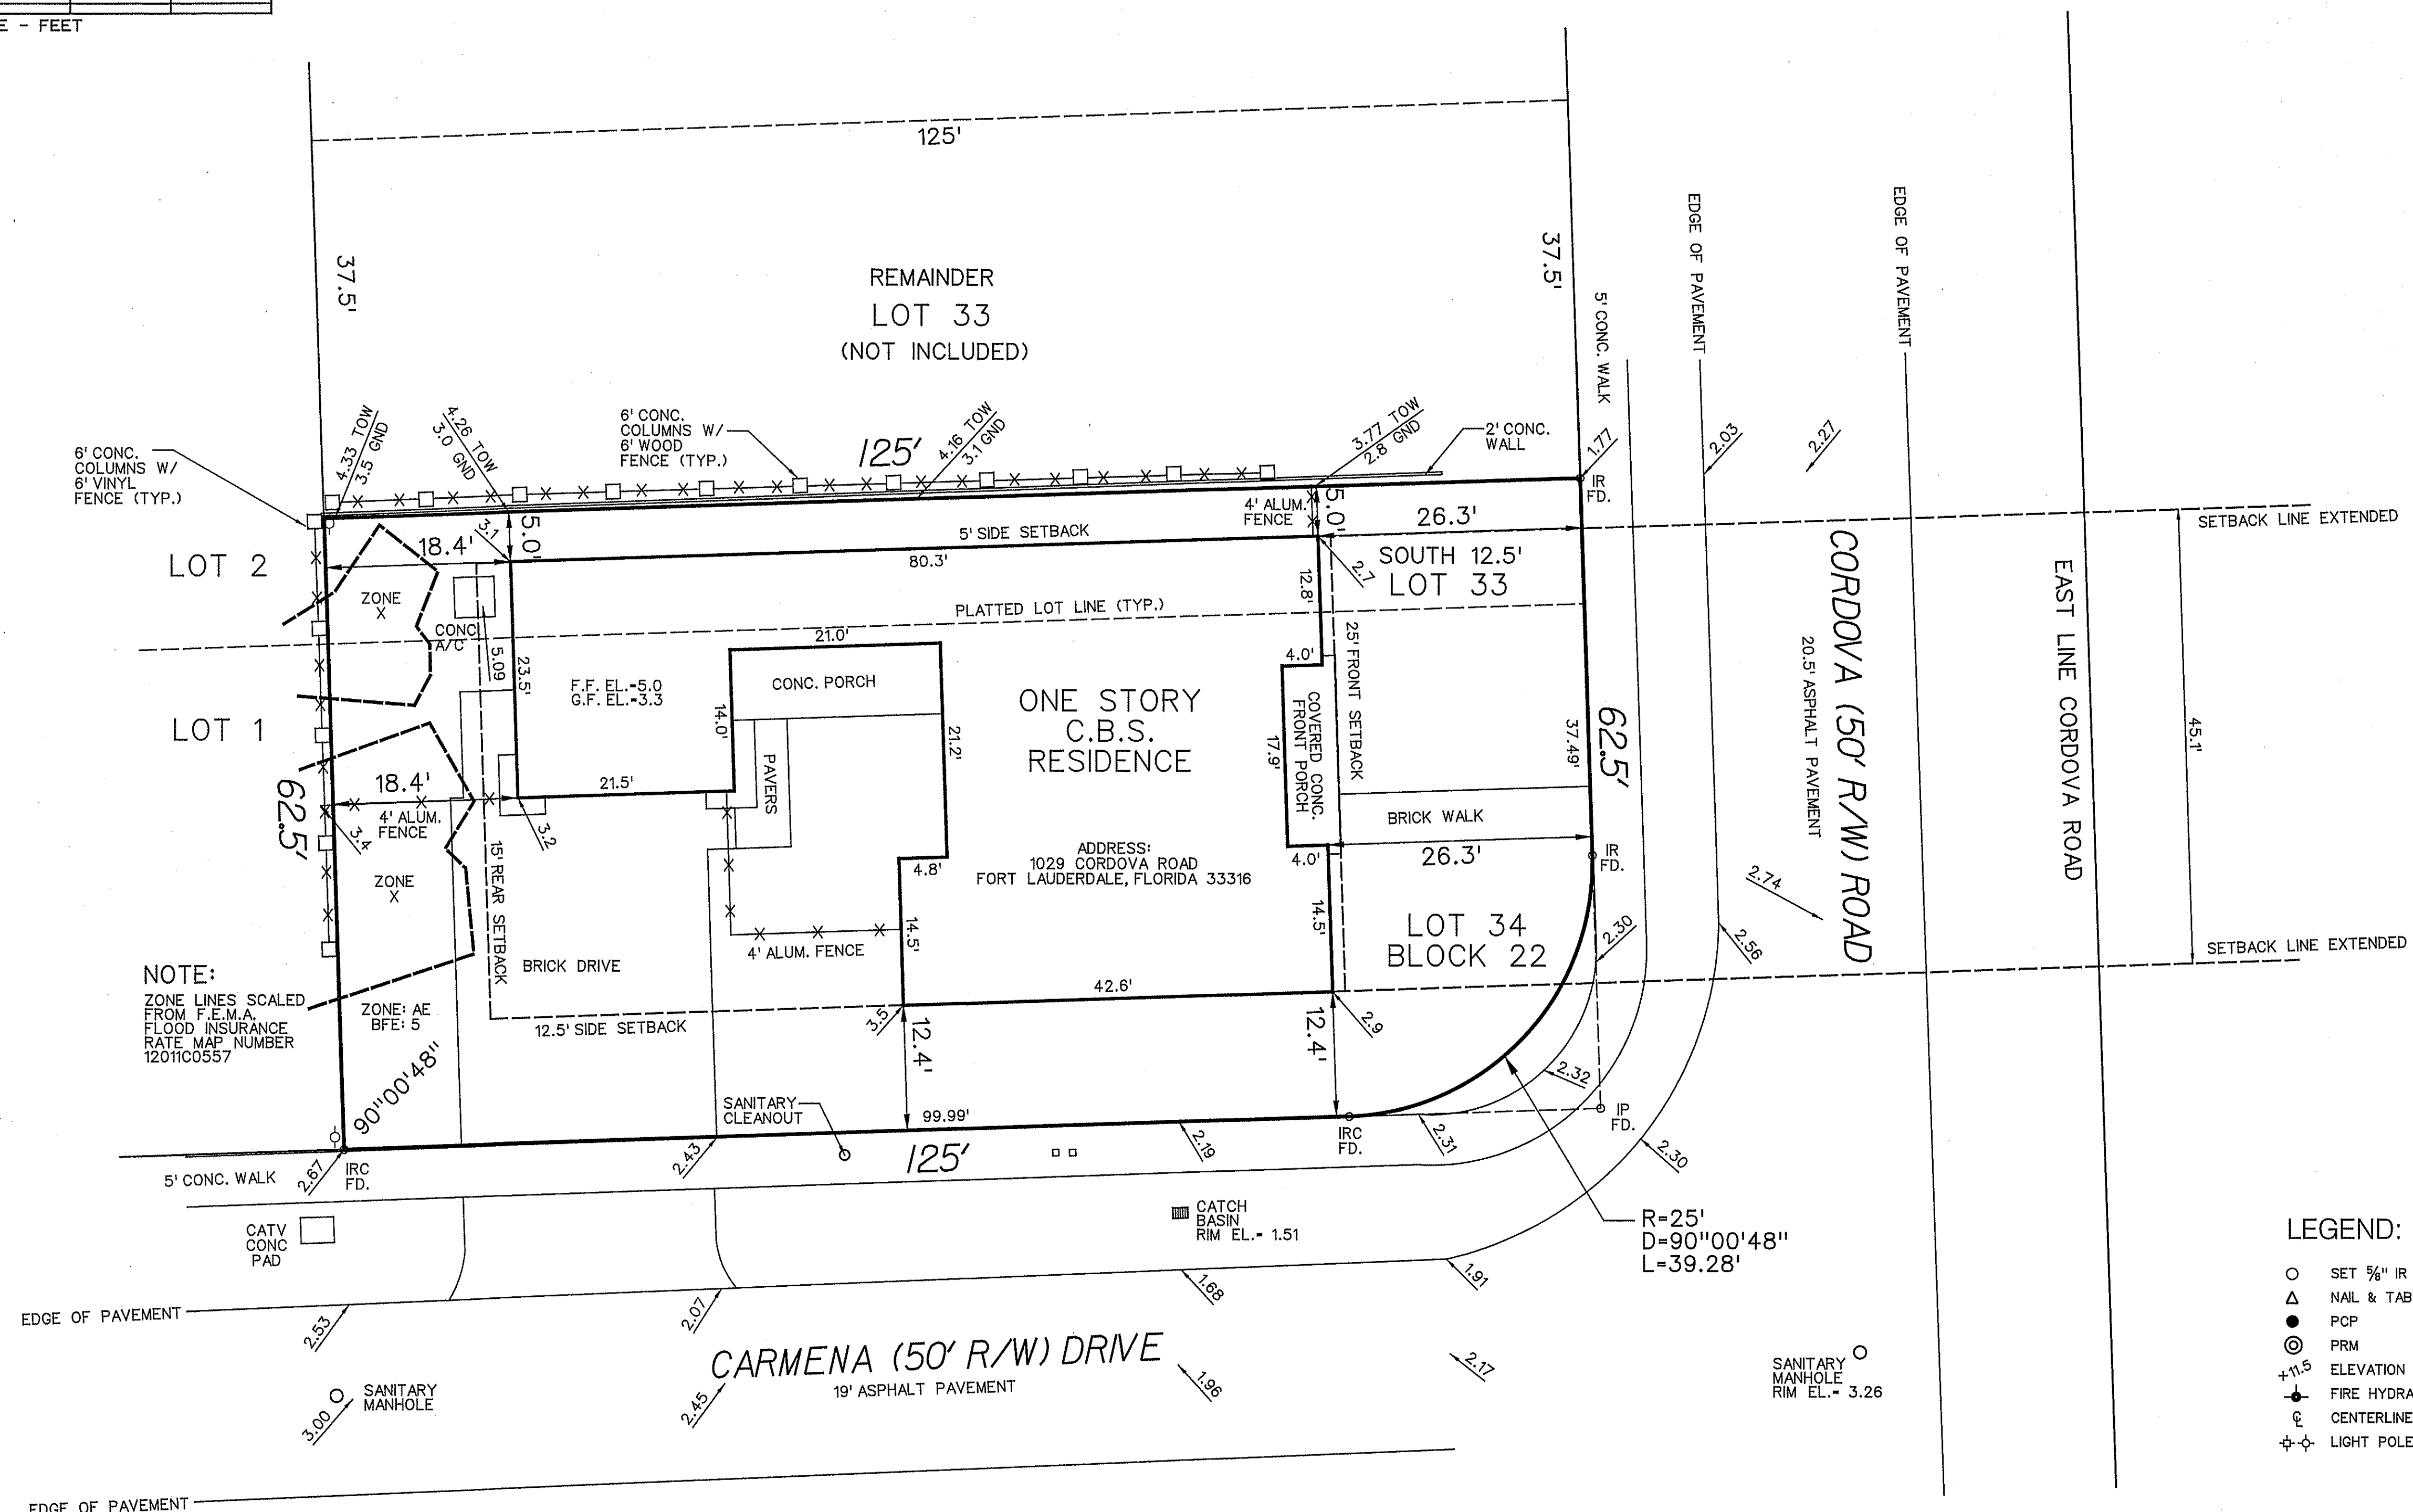 E - FEET
125'
37.5'
37.5'
REMAINDER
LOT 33
(NOT INCLUDED)
5' CONC. WALK
EDGE OF PAVEMENT
EDGE OF PAVEMENT
6' CONC.
COLUMNS W/
6' VINYL
FENCE (TYP.)
4.33 TOW
3.5 GND
4.26 TOW
3.0 GND
6' CONC.
COLUMNS W/
6' WOOD
FENCE (TYP.)
125'
4.16 TOW
3.1 GND
3.77 TOW
2.8 GND
2' CONC.
WALL
1.77
2.03
2.27
IR
FD.
SETBACK LINE EXTENDED
LOT 2
18.4'
3.1
5.0'
5' SIDE SETBACK
80.3'
4' ALUM.
FENCE
5.0'
26.3'
SOUTH 12.5'
LOT 33
2.7
12.8'
ZONE
X
CONC
A/C
5.09
23.5'
PLATTED LOT LINE (TYP.)
21.0'
4.0'
25' FRONT SETBACK
LOT 1
F.F. EL.=5.0
G.F. EL.=3.3
14.0'
CONC. PORCH
PAVERS
21.2'
ONE STORY
C.B.S.
RESIDENCE
COVERED CONC.
FRONT PORCH
17.9'
37.49'
62.5'
CORDOVA (50' R/W) ROAD
20.5' ASPHALT PAVEMENT
EAST LINE CORDOVA ROAD
45.1'
62.5'
18.4'
4' ALUM.
FENCE
3.4
21.5'
3.2
15' REAR SETBACK
BRICK WALK
26.3'
4.0'
IR
FD.
ADDRESS:
1029 CORDOVA ROAD
FORT LAUDERDALE, FLORIDA 33316
4.8'
ZONE
X
14.5'
14.5'
4' ALUM. FENCE
BRICK DRIVE
LOT 34
BLOCK 22
2.74
2.30
2.56
SETBACK LINE EXTENDED
NOTE:
ZONE LINES SCALED
FROM F.E.M.A.
FLOOD INSURANCE
RATE MAP NUMBER
12011C0557
ZONE: AE
BFE: 5
42.6'
12.5' SIDE SETBACK
3.5
12.4'
12.4'
2.9
90"00'48"
2.32
SANITARY
CLEANOUT
99.99'
IRC
FD.
IP
FD.
2.31
2.30
5' CONC. WALK
2.67
IRC
FD.
2.43
125'
2.19
CATV
CONC
PAD
CATCH
BASIN
RIM EL.= 1.51
R=25'
D=90"00'48"
L=39.28'
EDGE OF PAVEMENT
2.53
2.07
1.68
1.91
CARMENA (50' R/W) DRIVE
19' ASPHALT PAVEMENT
2.45
1.96
2.17
3.00
SANITARY
MANHOLE
SANITARY
MANHOLE
RIM EL.= 3.26
EDGE OF PAVEMENT
LEGEND:
SET 5/8" IR
NAIL & TAB
PCP
PRM
+11.5 ELEVATION
FIRE HYDRA
CENTERLINE
LIGHT POLE